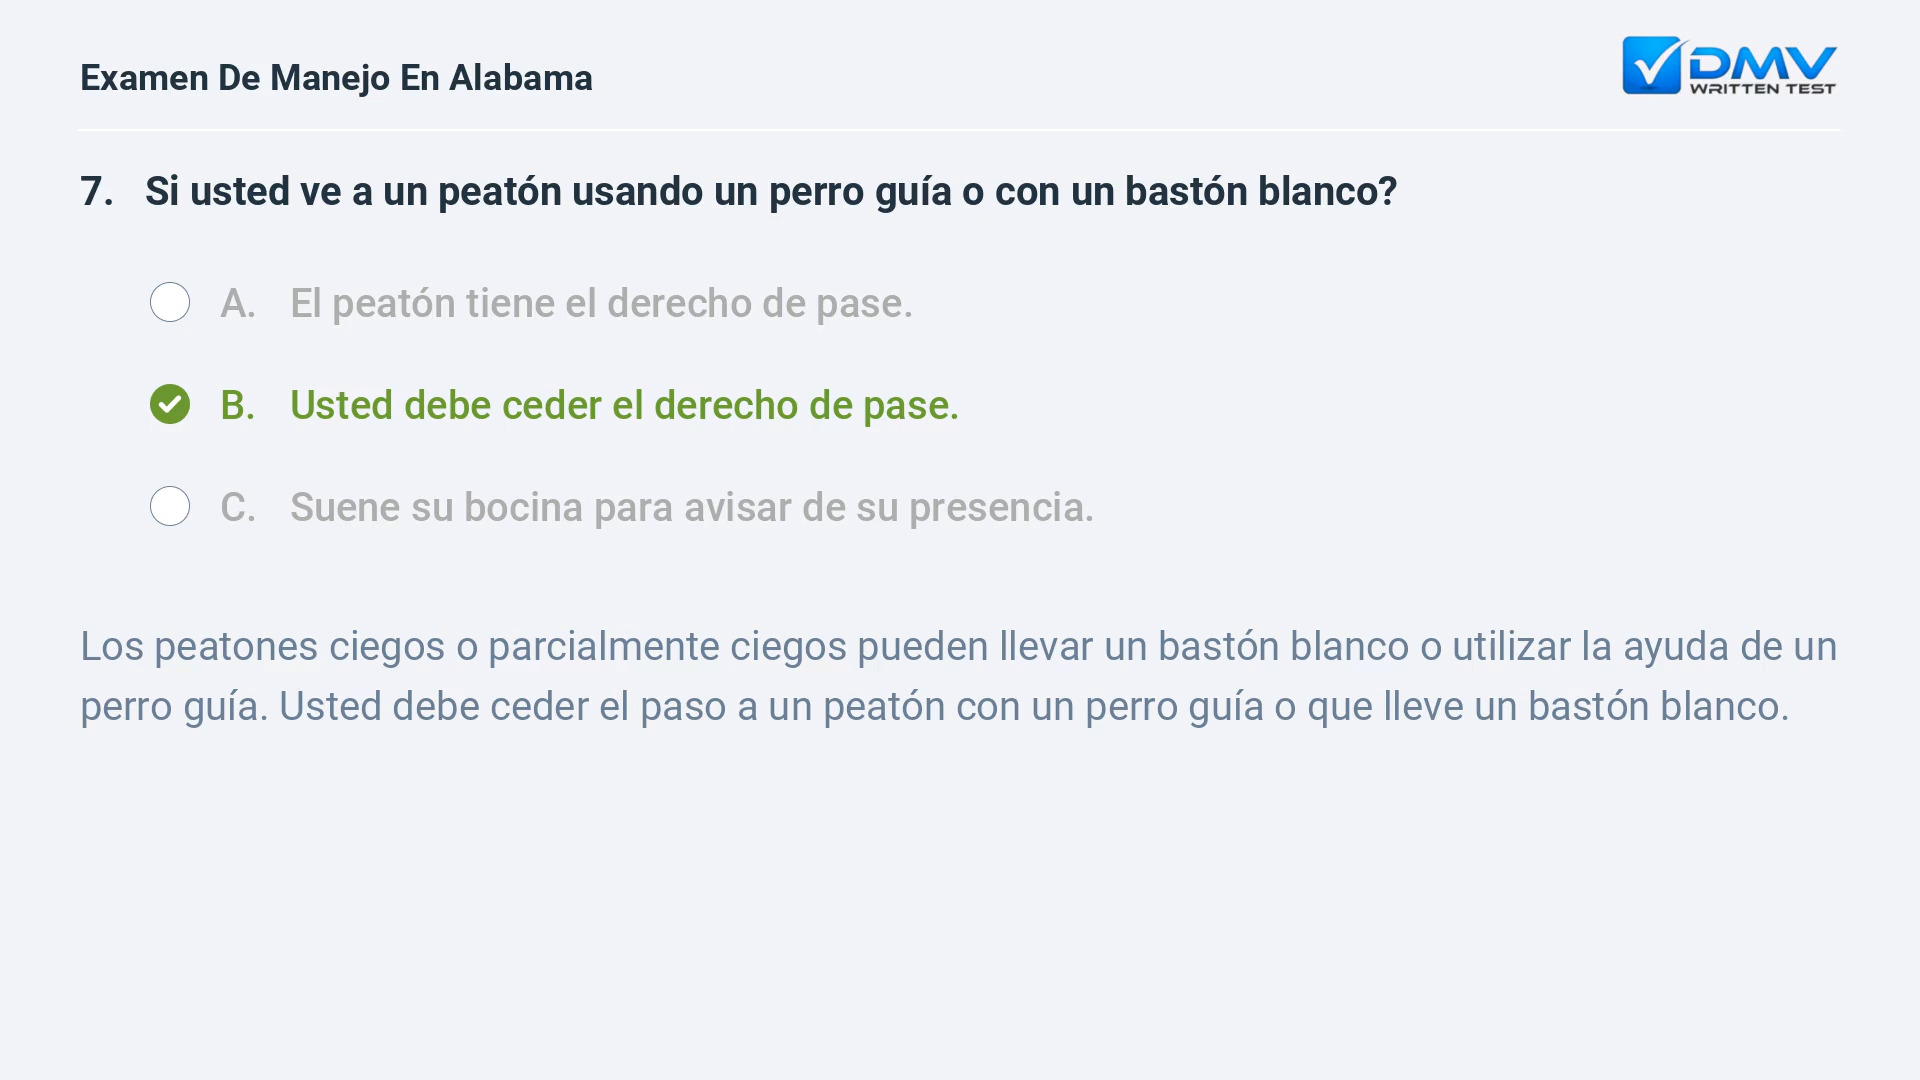 Examen De Manejo En Alabama
DMV
WRITTEN TEST
7. Si usted ve a un peatón usando un perro guía o con un bastón blanco?
A. El peatón tiene el derecho de pase.
B. Usted debe ceder el derecho de pase.
C. Suene su bocina para avisar de su presencia.
Los peatones ciegos o parcialmente ciegos pueden llevar un bastón blanco o utilizar la ayuda de un
perro guía. Usted debe ceder el paso a un peatón con un perro guía o que lleve un bastón blanco.